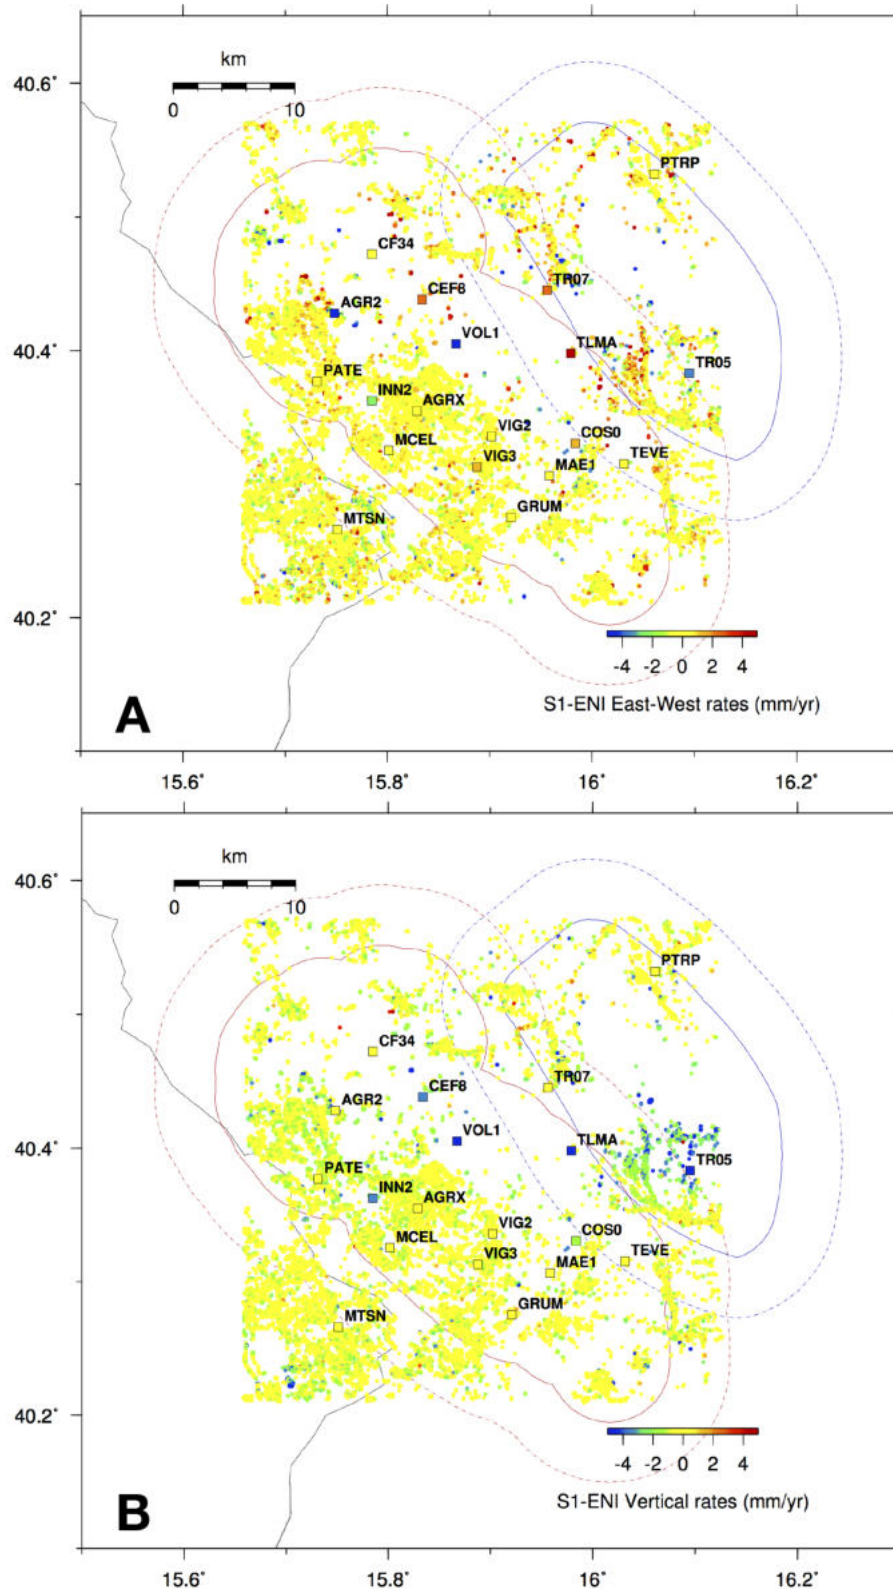 km
40.6°
0 10
PTRP
CF34
CEF8
TR07
AGR2
VOL1
TLMA
40.4°
TR05
PATE
INN2
AGRX
VIG2
COS0
MCEL
VIG3
MAE1
TEVE
GRUM
MTSN
40.2°
-4 -2 0 2 4
S1-ENI East-West rates (mm/yr)
A
15.6° 15.8° 16° 16.2°
km
40.6°
0 10
PTRP
CF34
TR07
CEF8
AGR2
VOL1
TLMA
40.4°
TR05
PATE
INN2
AGRX
VIG2
COS0
MCEL
VIG3
MAE1
TEVE
GRUM
MTSN
40.2°
-4 -2 0 2 4
S1-ENI Vertical rates (mm/yr)
B
15.6° 15.8° 16° 16.2°